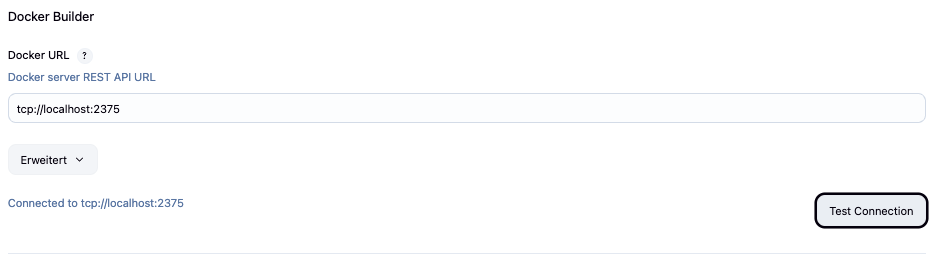 Docker Builder
Docker URL ?
Docker server REST API URL
tcp://localhost:2375
Erweitert
Connected to tcp://localhost:2375
Test Connection